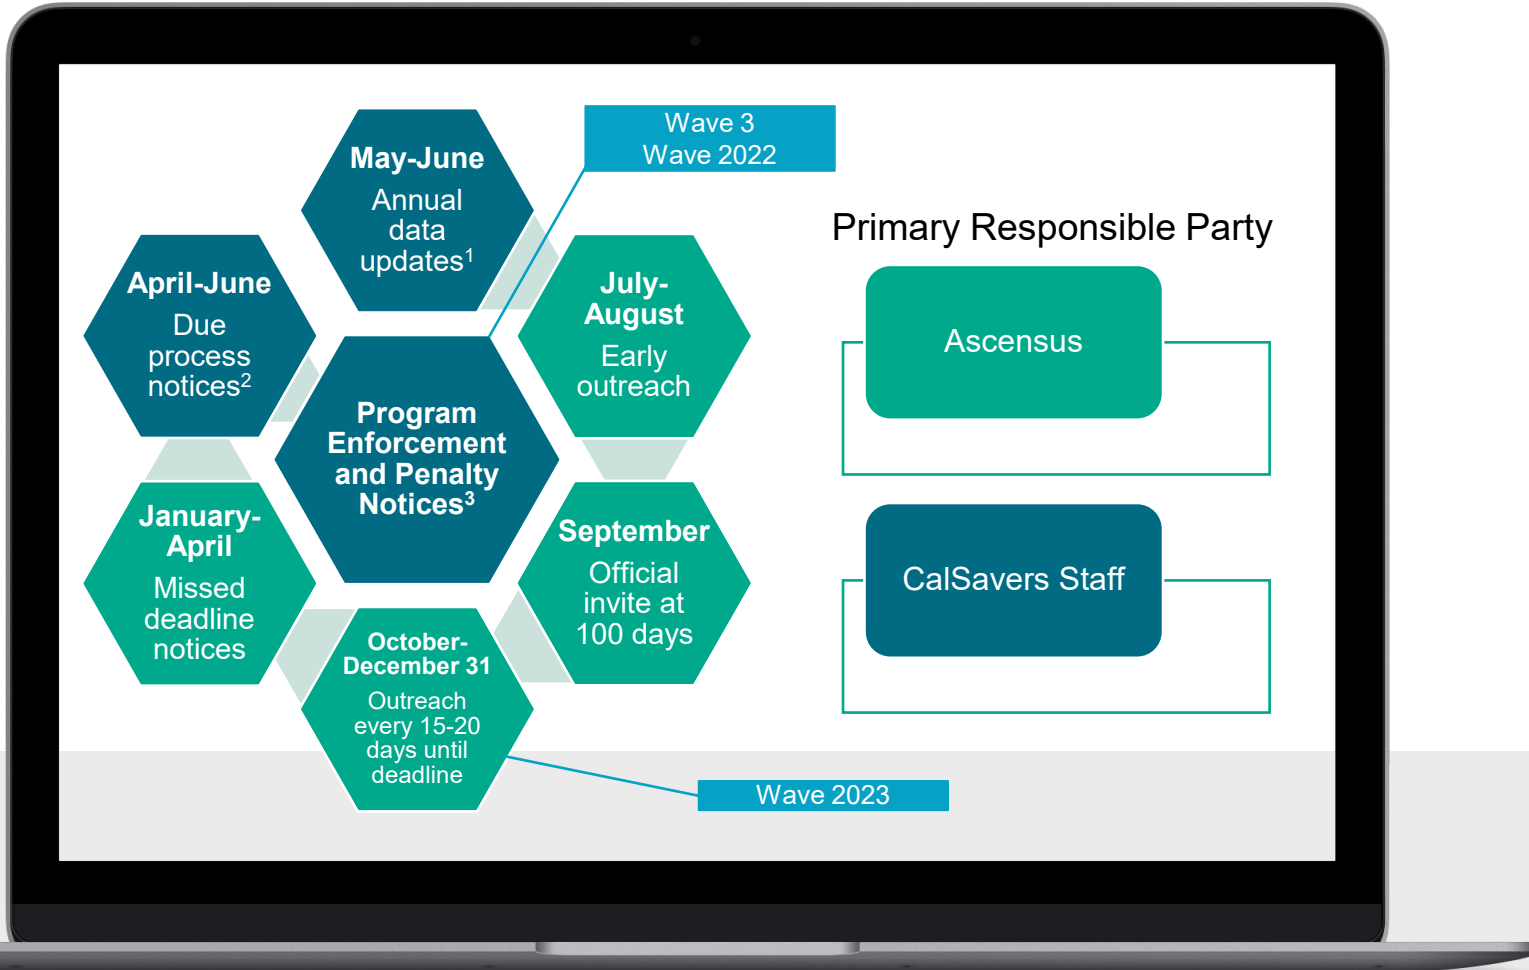 Wave 3
Wave 2022
May-June
Annual
data
updates¹
April-June
Due
process
notices²
July-
August
Early
outreach
Program
Enforcement
and Penalty
Notices³
January-
April
Missed
deadline
notices
September
Official
invite at
100 days
October-
December 31
Outreach
every 15-20
days until
deadline
Wave 2023
Primary Responsible Party
Ascensus
CalSavers Staff